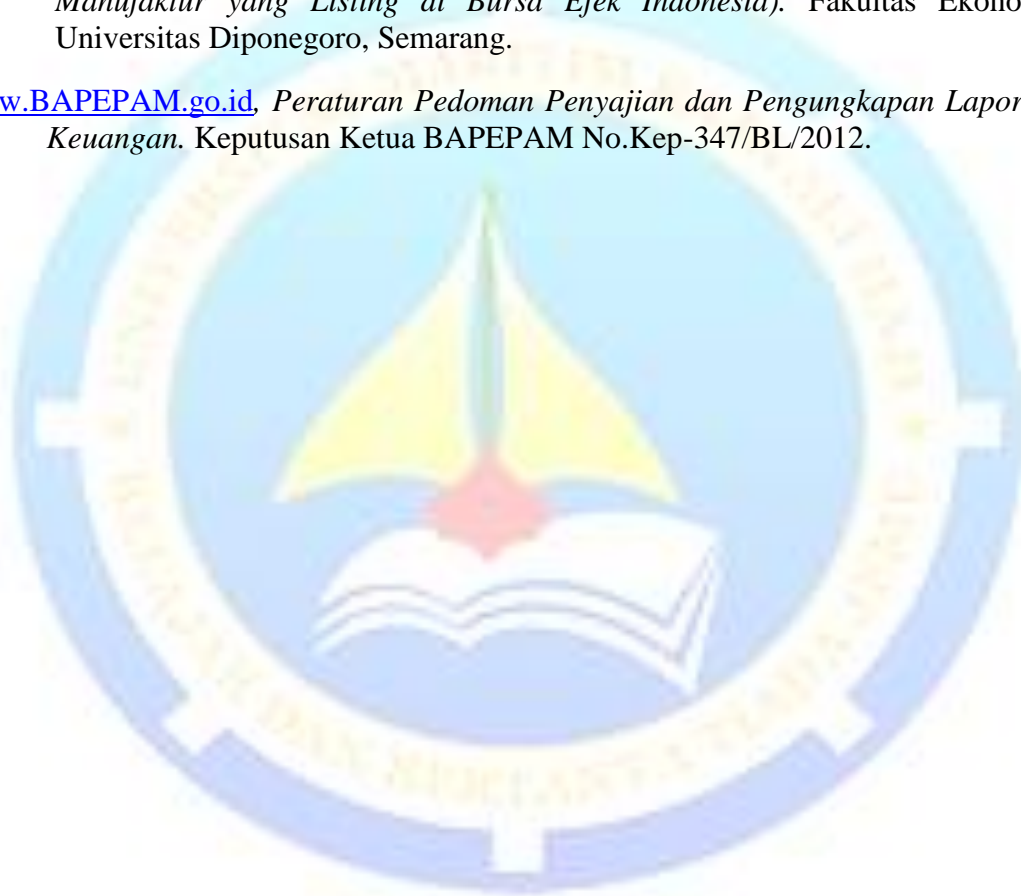 Manufaktur yang Listing di Bursa Efek Indonesia). Fakultas Ekono
Universitas Diponegoro, Semarang.
w.BAPEPAM.go.id, Peraturan Pedoman Penyajian dan Pengungkapan Lapor
Keuangan. Keputusan Ketua BAPEPAM No.Kep-347/BL/2012.